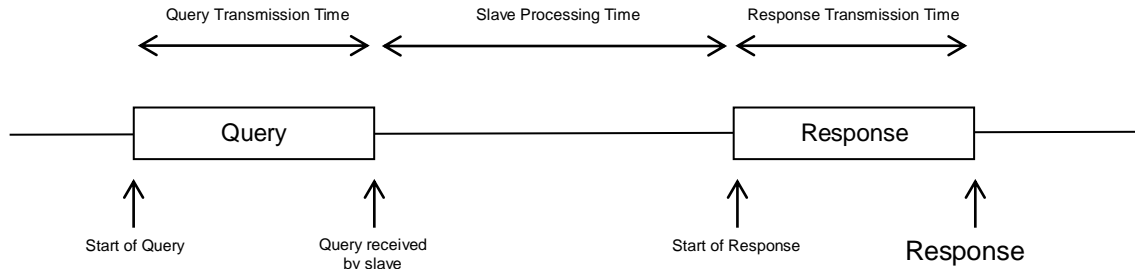 Query Transmission Time
Slave Processing Time
Response Transmission Time
Query
Response
Start of Query
Query received
by slave
Start of Response
Response